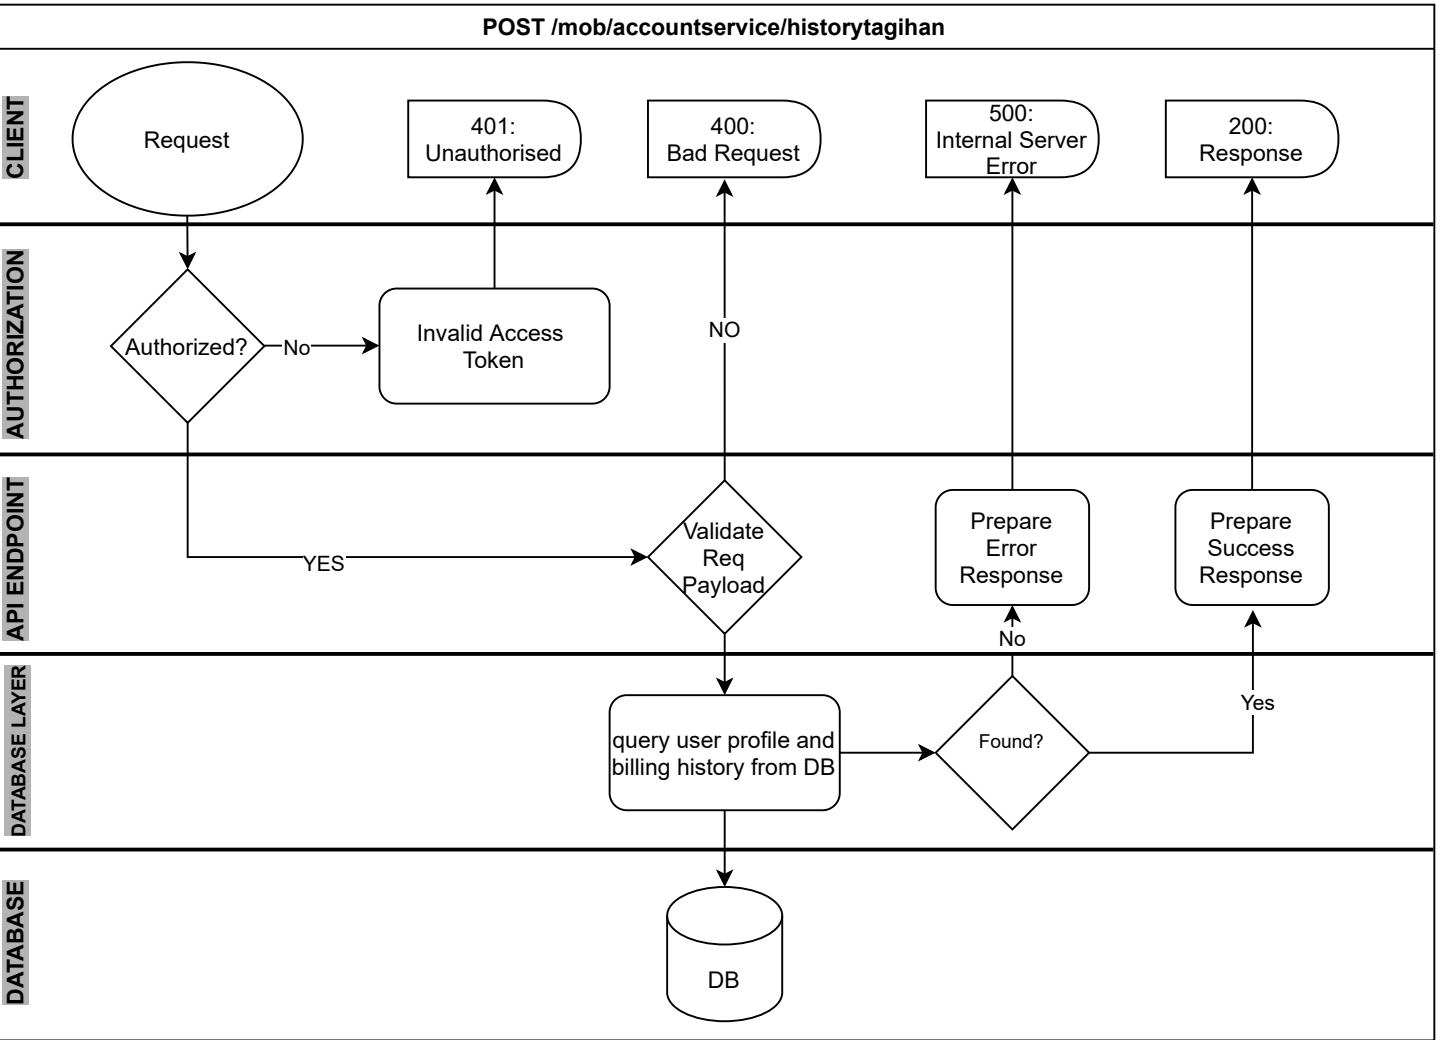 POST /mob/accountservice/historytagihan
CLIENT
Request
401:
Unauthorised
400:
Bad Request
500:
Internal Server
Error
200:
Response
AUTHORIZATION
Authorized?
No
Invalid Access
Token
NO
API ENDPOINT
YES
Validate
Req
Payload
Prepare
Error
Response
Prepare
Success
Response
No
DATABASE LAYER
query user profile and
billing history from DB
Found?
Yes
DATABASE
DB